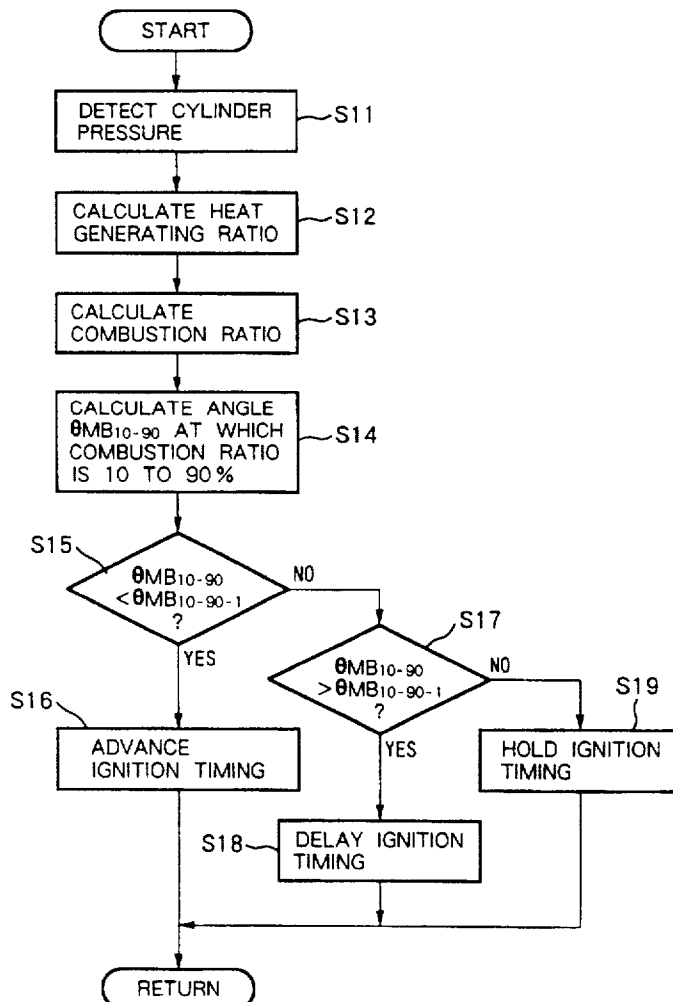 START
DETECT CYLINDER
PRESSURE
S11
CALCULATE HEAT
GENERATING RATIO
S12
CALCULATE
COMBUSTION RATIO
S13
CALCULATE ANGLE
θMB10-90 AT WHICH
COMBUSTION RATIO
IS 10 TO 90%
S14
S15
θMB10-90
<θMB10-90-1
?
NO
YES
S17
θMB10-90
>θMB10-90-1
?
NO
YES
S16
ADVANCE
IGNITION TIMING
S19
HOLD IGNITION
TIMING
S18
DELAY IGNITION
TIMING
RETURN